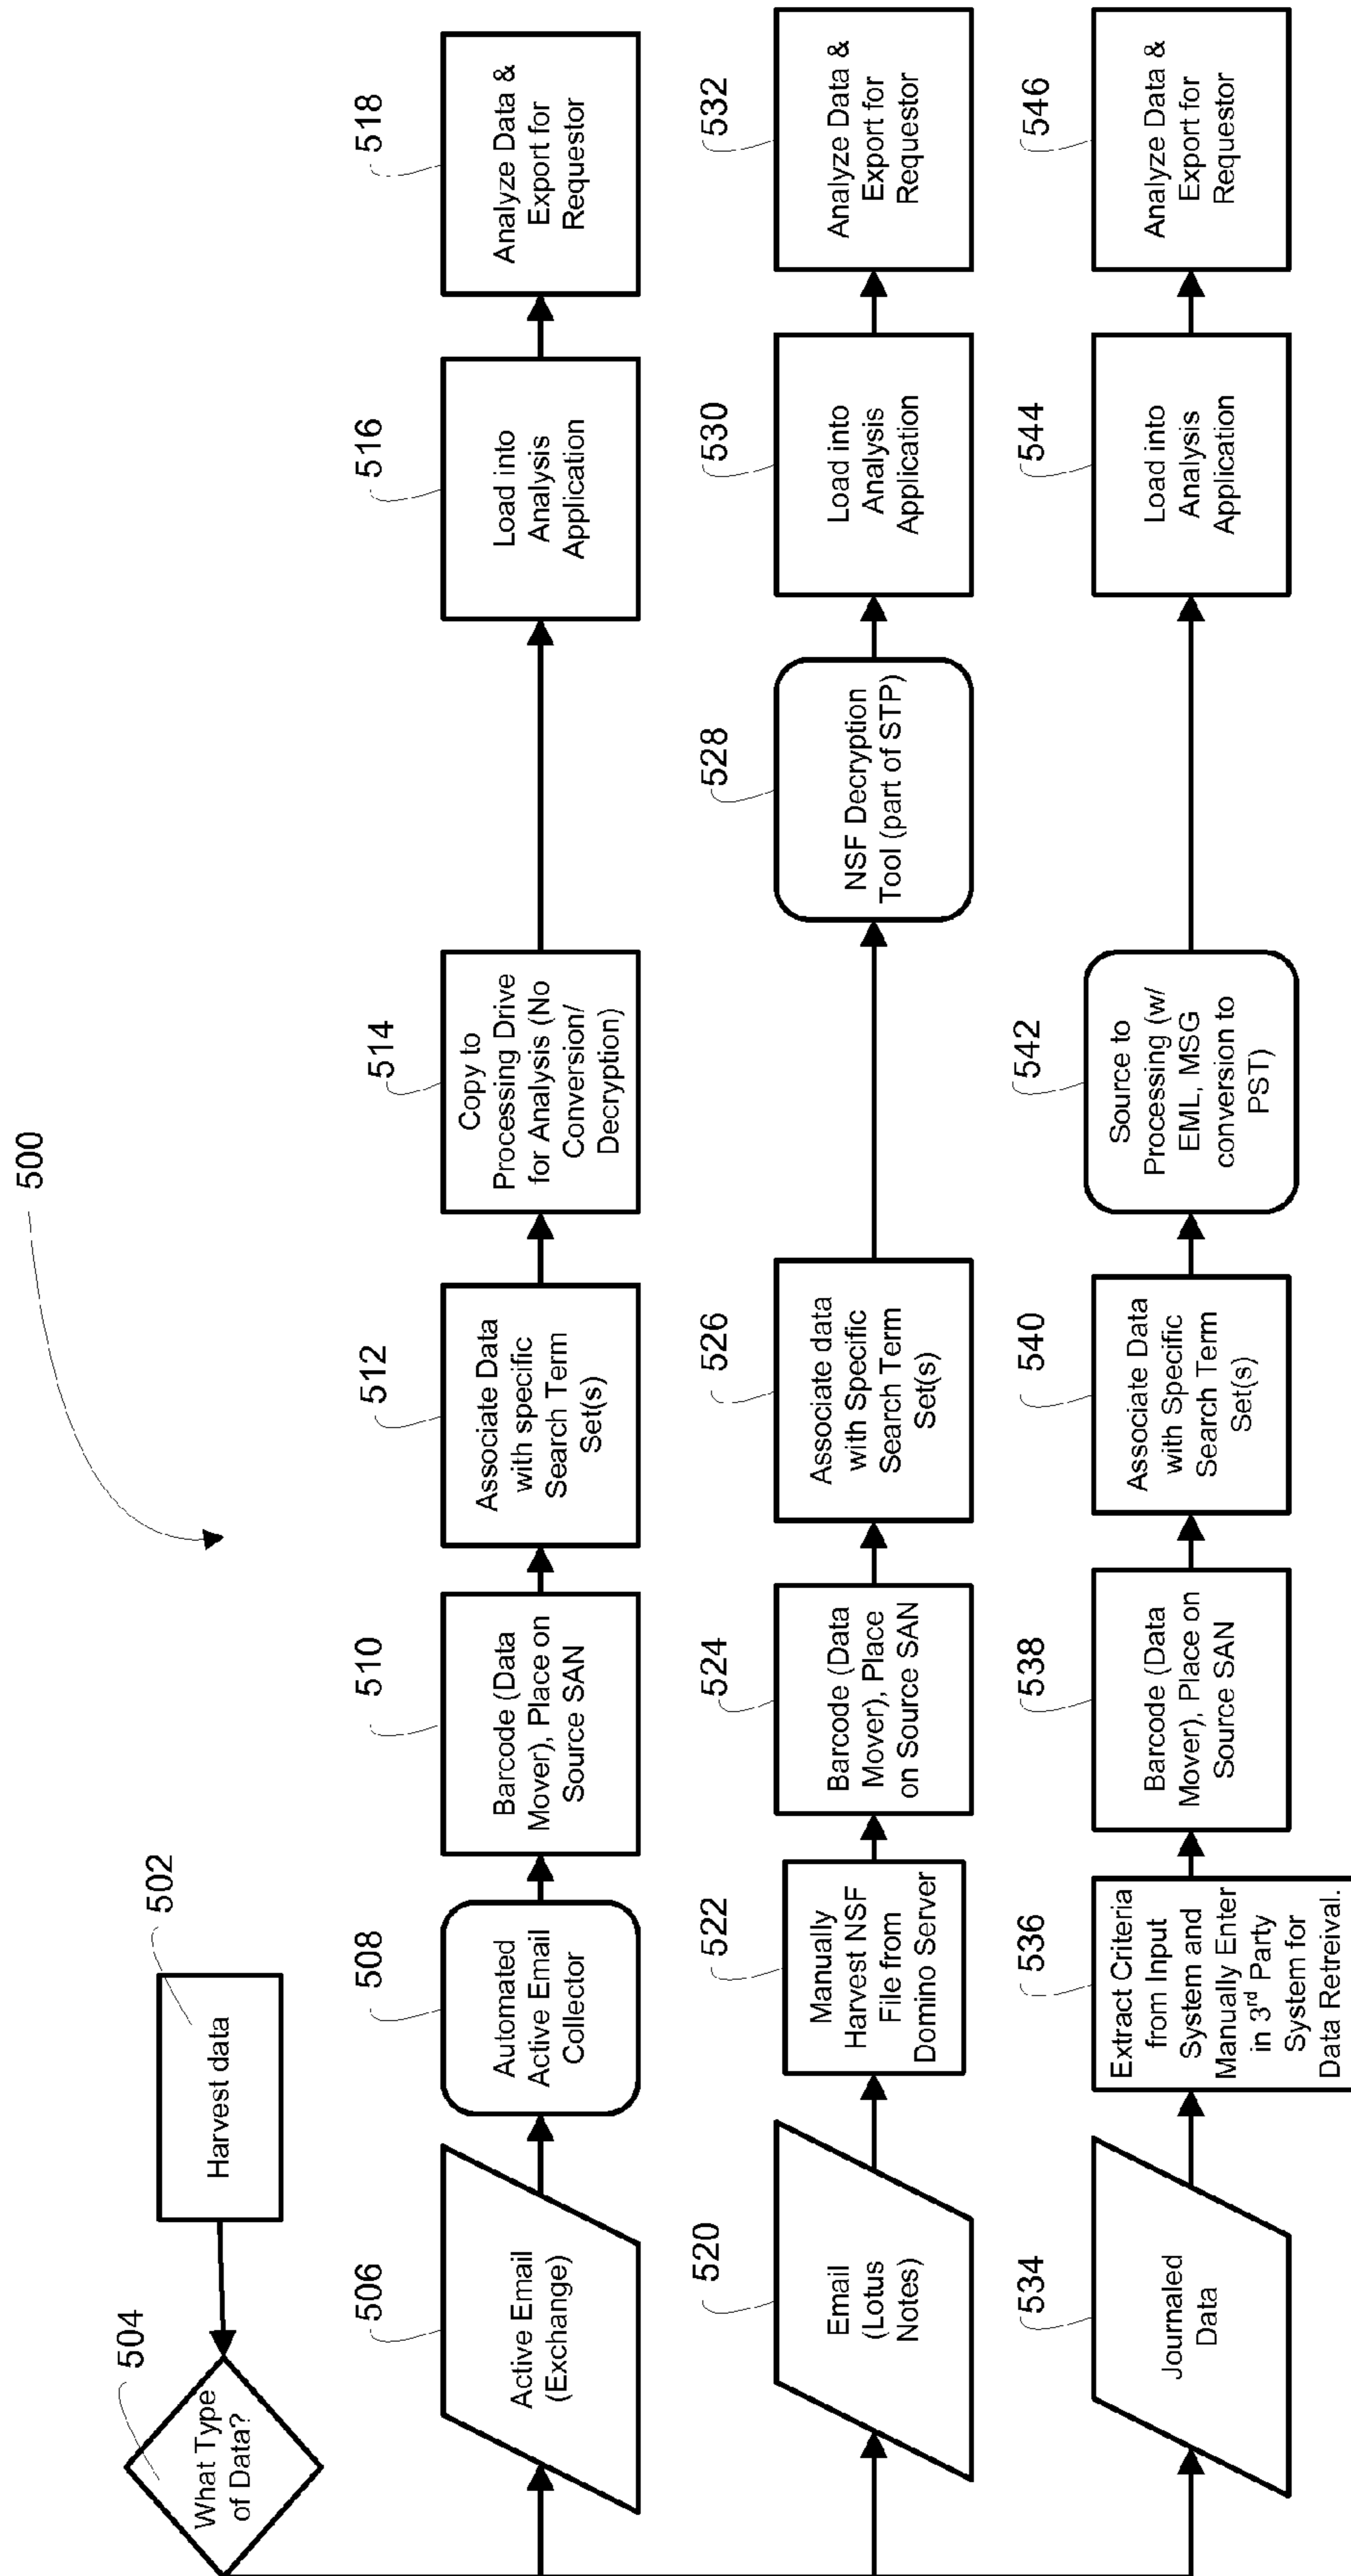 500
502
Harvest data
504
What Type
of Data?
506
Active Email
(Exchange)
508
Automated
Active Email
Collector
510
Barcode (Data
Mover), Place on
Source SAN
512
Associate Data
with specific
Search Term
Set(s)
514
Copy to
Processing Drive
for Analysis (No
Conversion/
Decryption)
516
Load into
Analysis
Application
518
Analyze Data &
Export for
Requestor
520
Email
(Lotus
Notes)
522
Manually
Harvest NSF
File from
Domino Server
524
Barcode (Data
Mover), Place
on Source SAN
526
Associate data
with Specific
Search Term
Set(s)
528
NSF Decryption
Tool (part of STP)
530
Load into
Analysis
Application
532
Analyze Data &
Export for
Requestor
534
Journaled
Data
536
Extract Criteria
from Input
System and
Manually Enter
in 3rd Party
System for
Data Retreival.
538
Barcode (Data
Mover), Place on
Source SAN
540
Associate Data
with Specific
Search Term
Set(s)
542
Source to
Processing (w/
EML, MSG
conversion to
PST)
544
Load into
Analysis
Application
546
Analyze Data &
Export for
Requestor